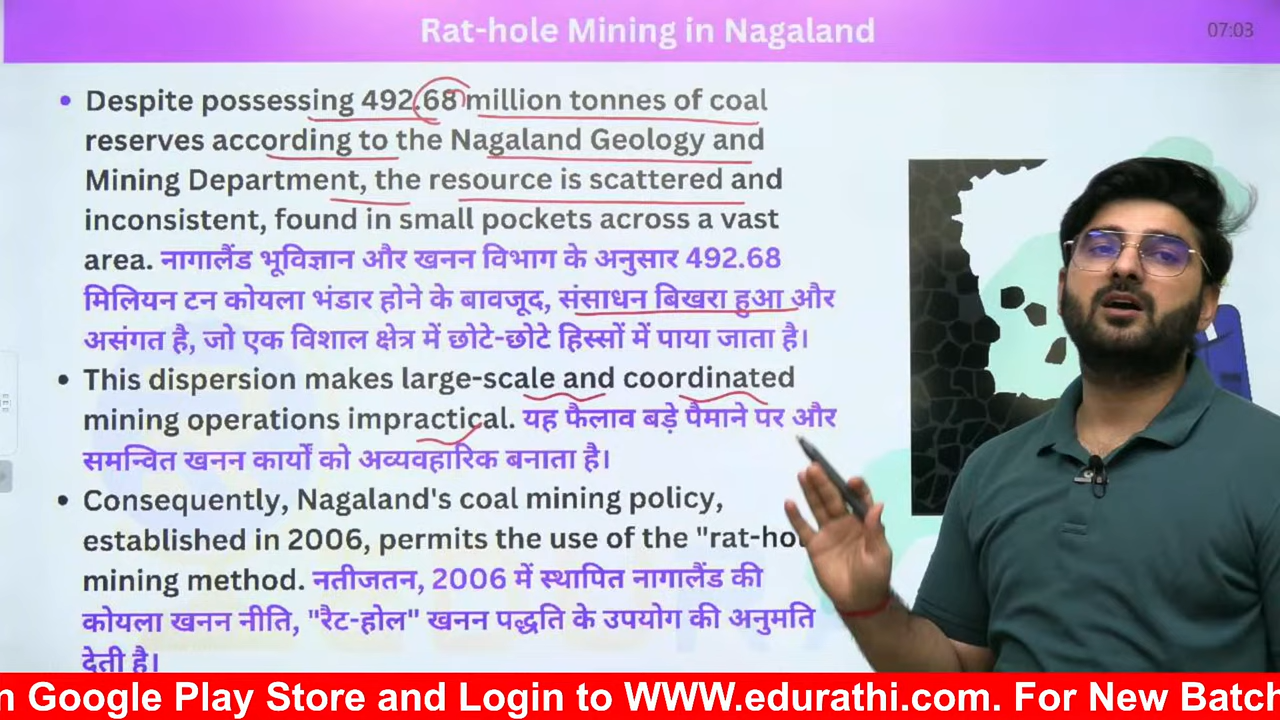 Rat-hole Mining in Nagaland
07:03
• Despite possessing 492.68 million tonnes of coal
reserves according to the Nagaland Geology and
Mining Department, the resource is scattered and
inconsistent, found in small pockets across a vast
area. नागालैंड भूविज्ञान और खनन विभाग के अनुसार 492.68
मिलियन टन कोयला भंडार होने के बावजूद, संसाधन बिखरा हुआ और
असंगत है, जो एक विशाल क्षेत्र में छोटे-छोटे हिस्सों में पाया जाता है।
• This dispersion makes large-scale and coordinated
mining operations impractical. यह फैलाव बड़े पैमाने पर और
समन्वित खनन कार्यों को अव्यवहारिक बनाता है।
• Consequently, Nagaland's coal mining policy,
established in 2006, permits the use of the "rat-ho
mining method. नतीजतन, 2006 में स्थापित नागालैंड की
कोयला खनन नीति, "रैट-होल" खनन पद्धति के उपयोग की अनुमति
देती है।
n Google Play Store and Login to WWW.edurathi.com. For New Batch